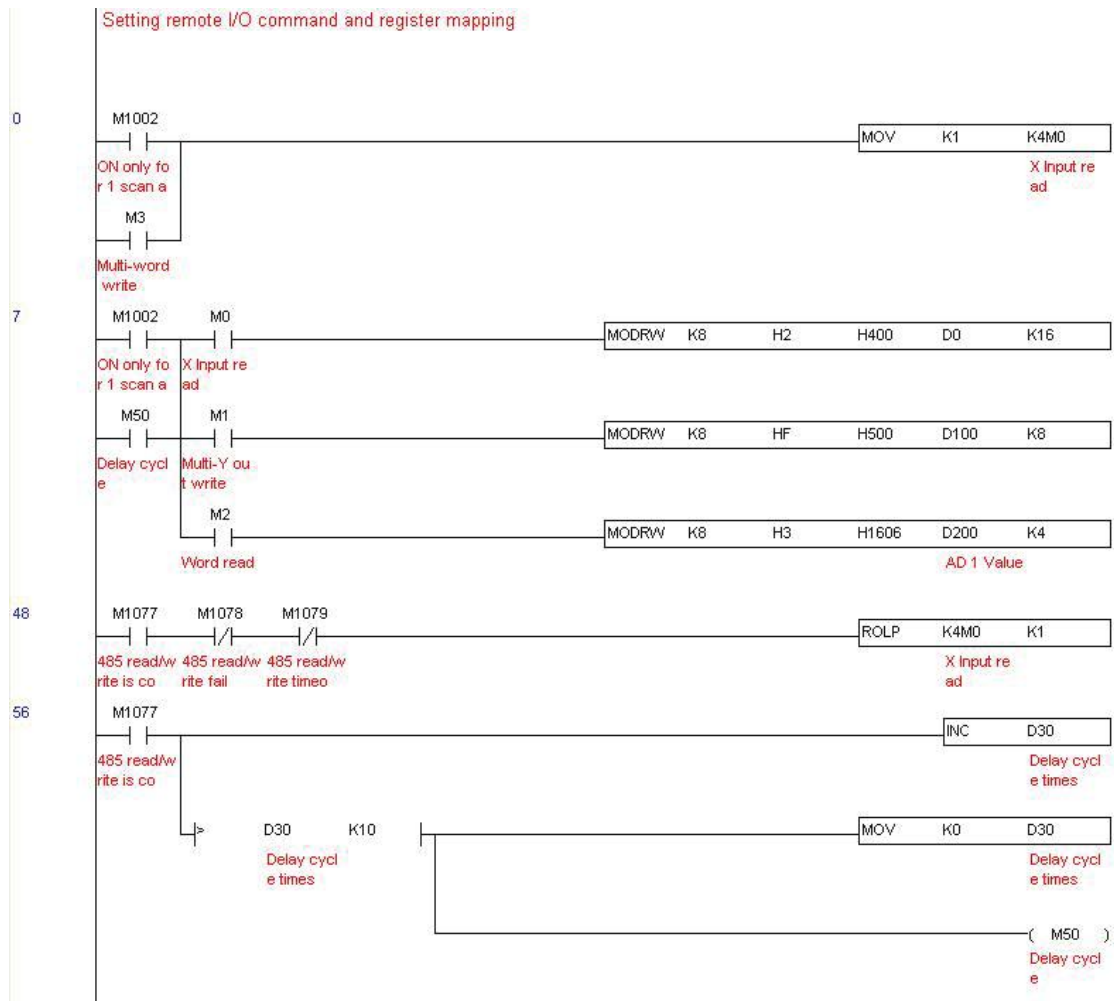 Setting remote I/O command and register mapping
0
M1002
MOV K1 K4M0
ON only fo
r 1 scan a
X Input re
ad
M3
Multi-word
write
7
M1002 M0
MODRW K8 H2 H400 D0 K16
ON only fo X Input re
r 1 scan a ad
M50 M1
MODRW K8 HF H500 D100 K8
Delay cycl Multi-Y ou
e t write
M2
MODRW K8 H3 H1606 D200 K4
Word read AD 1 Value
48
M1077 M1078 M1079
ROLP K4M0 K1
485 read/w 485 read/w 485 read/w X Input re
rite is co rite fail rite timeo ad
56
M1077
INC D30
485 read/w Delay cycl
rite is co e times
> D30 K10 MOV K0 D30
Delay cycl Delay cycl
e times e times
( M50 )
Delay cycl
e